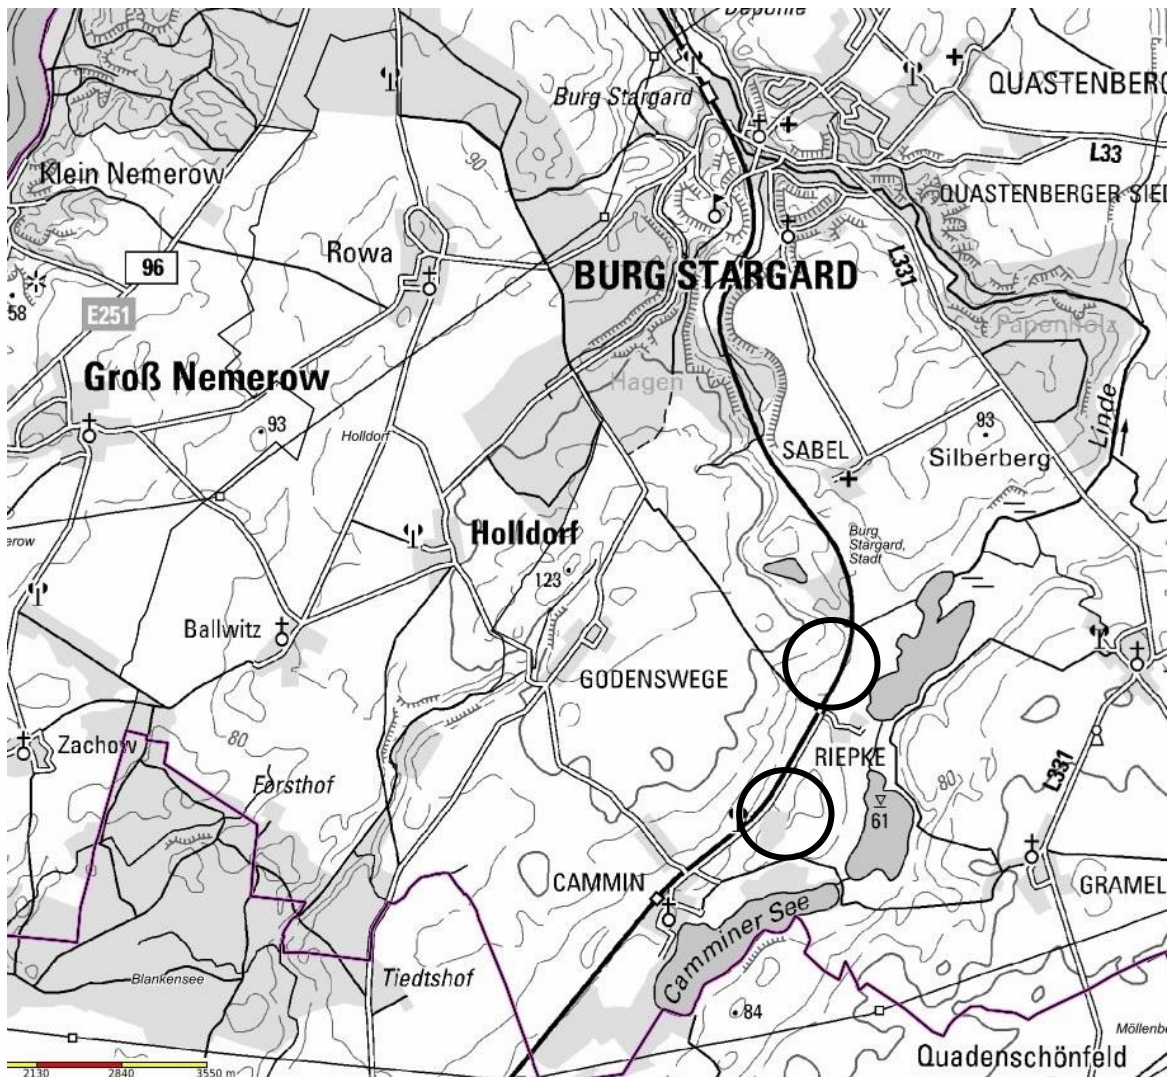 Deponie
QUASTENBERG
Burg Stargard
90
L33
Klein Nemerow
QUASTENBERGER SIED
Rowa
96
BURG STARGARD
L331
58
E251
Papenholz
Groß Nemerow
Hagen
Linde
93
93
Holldorf
SABEL
Silberberg
Holldorf
Burg
Stargard,
Stadt
erow
123
Ballwitz
GODENSWEGE
Zachow
80
RIEPKE
L331
Forsthof
80
61
CAMMIN
GRAMEL
Camminer See
Blankensee
Tiedtshof
84
Möllenbe
Quadenschönfeld
2130 2840 3550 m